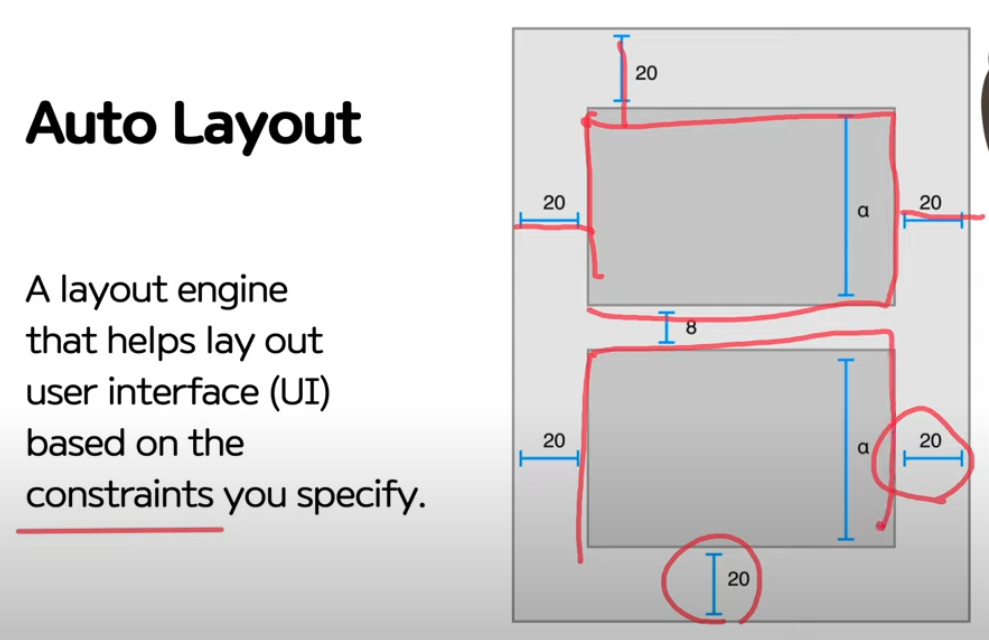 Auto Layout
A layout engine
that helps lay out
user interface (UI)
based on the
constraints you specify.
20
20
α
20
8
20
α
20
20